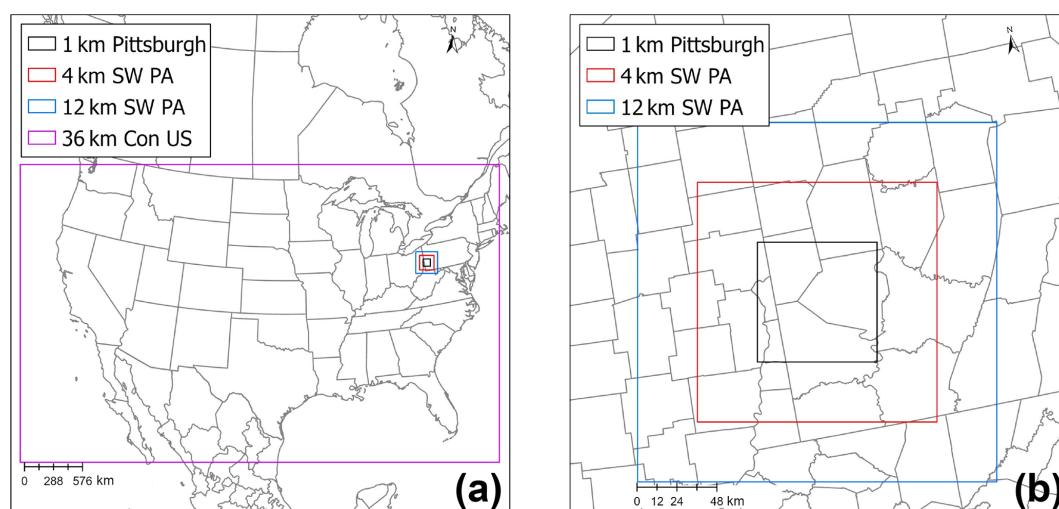 1 km Pittsburgh
4 km SW PA
12 km SW PA
36 km Con US
N
0 288 576 km
(a)
1 km Pittsburgh
4 km SW PA
12 km SW PA
N
0 12 24 48 km
(b)